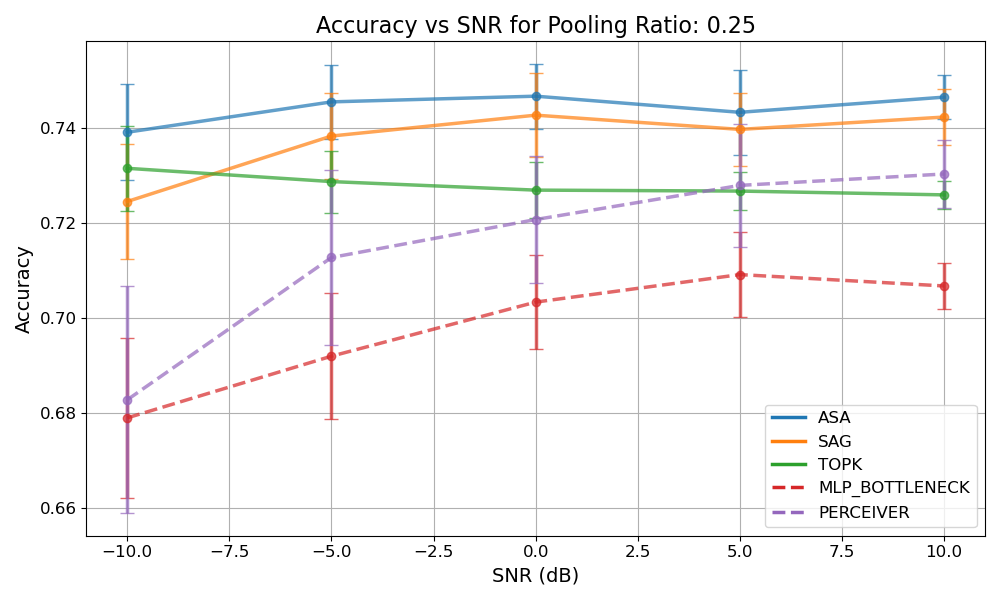 Accuracy vs SNR for Pooling Ratio: 0.25
Accuracy
0.74
0.72
0.70
0.68
0.66
ASA
SAG
TOPK
MLP_BOTTLENECK
PERCEIVER
−10.0 −7.5 −5.0 −2.5 0.0 2.5 5.0 7.5 10.0
SNR (dB)